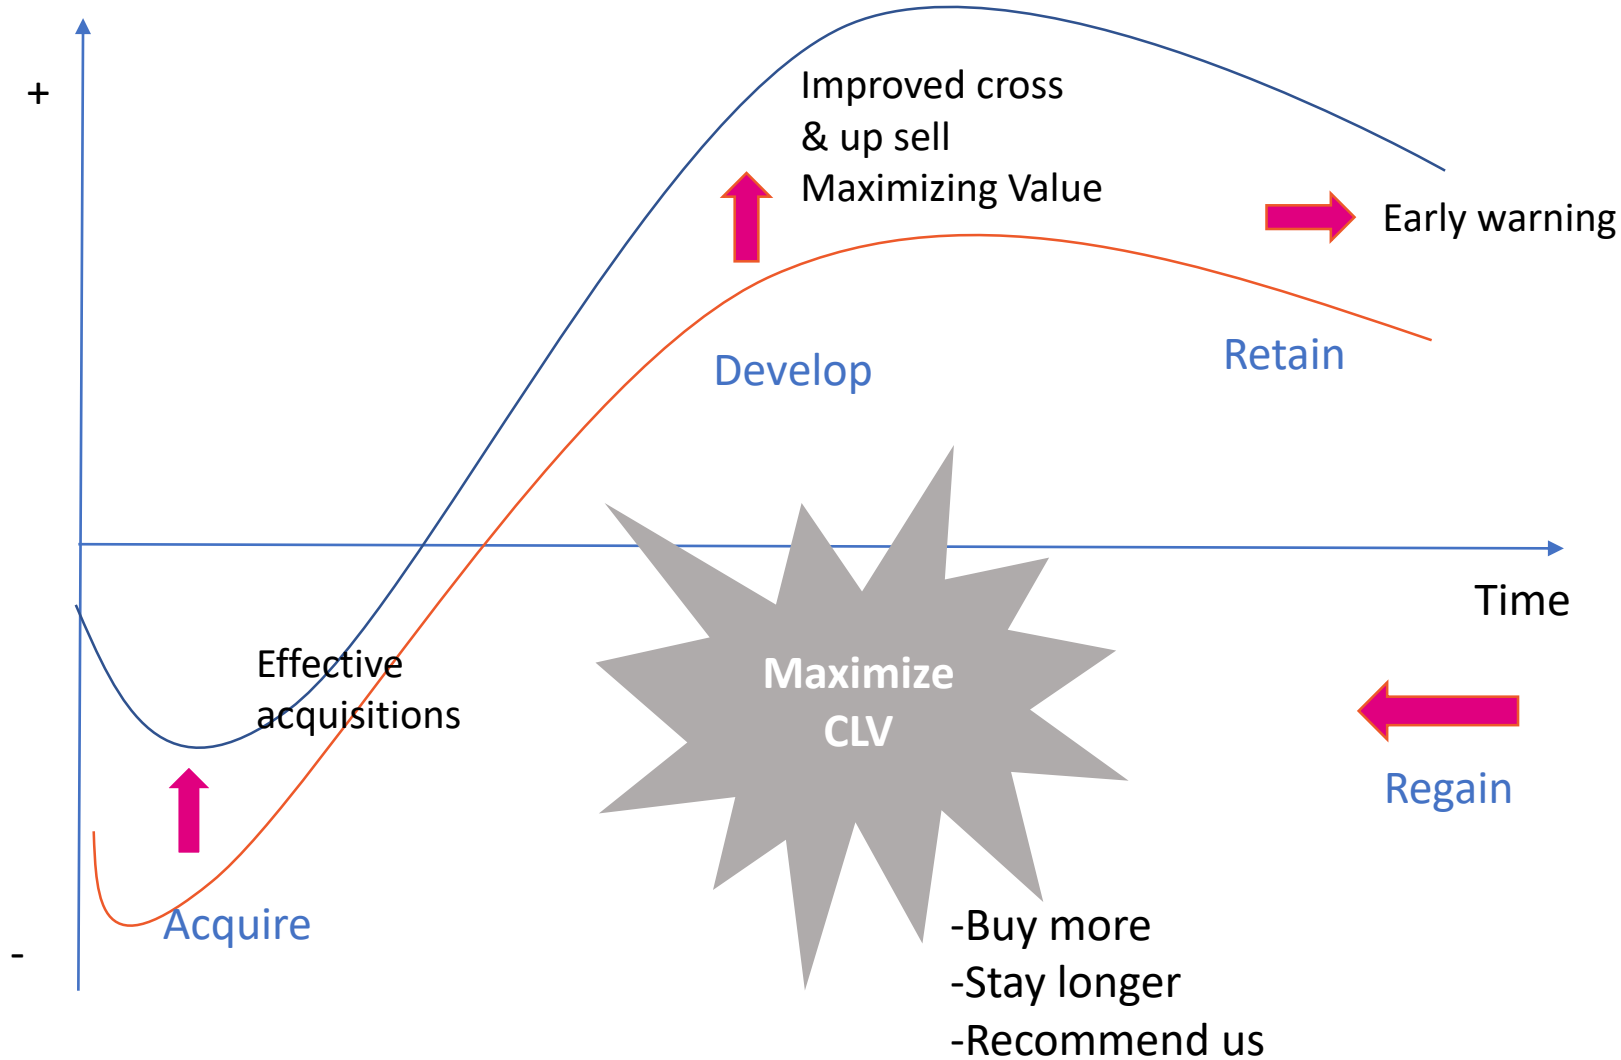 +
Improved cross
& up sell
Maximizing Value
Early warning
Develop
Retain
Time
Effective
acquisitions
Maximize
CLV
Regain
Acquire
-
-Buy more
-Stay longer
-Recommend us